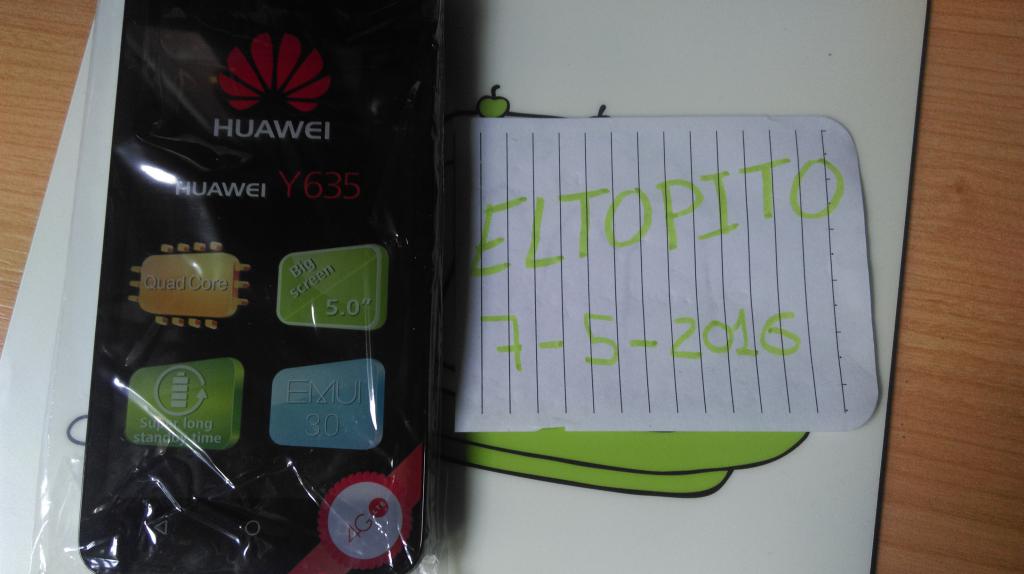 HUAWEI
HUAWEI Y635
Quad Core
Big screen 5.0"
Super long
standby time
EMUI
3.0
4G
ELTOPITO
7-5-2016